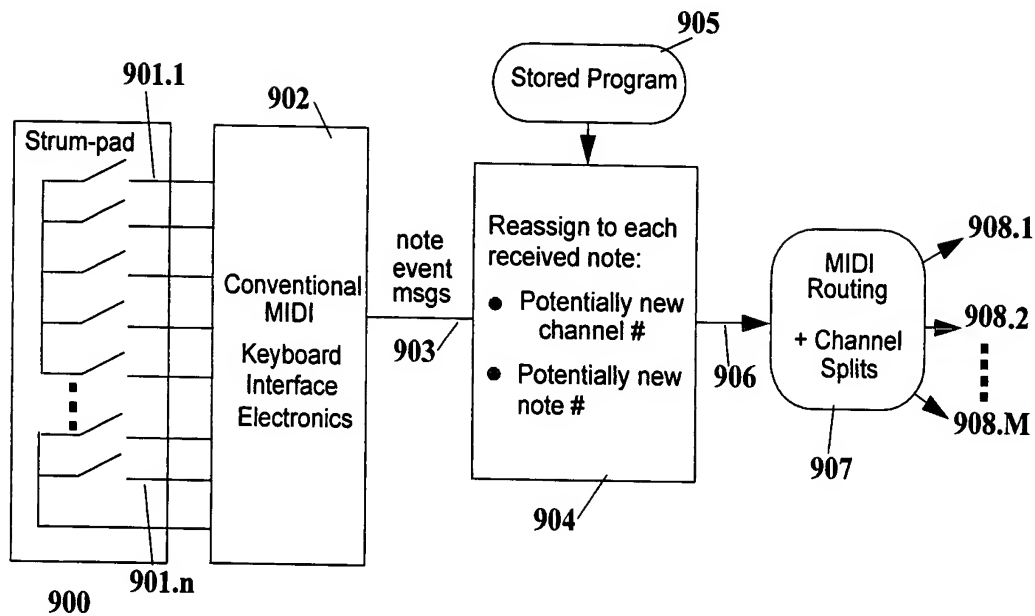 905
Stored Program
901.1
902
Strum-pad
Conventional
MIDI
Keyboard
Interface
Electronics
note
event
msgs
903
Reassign to each
received note:
● Potentially new
channel #
● Potentially new
note #
904
906
MIDI
Routing
+ Channel
Splits
907
908.1
908.2
908.M
901.n
900